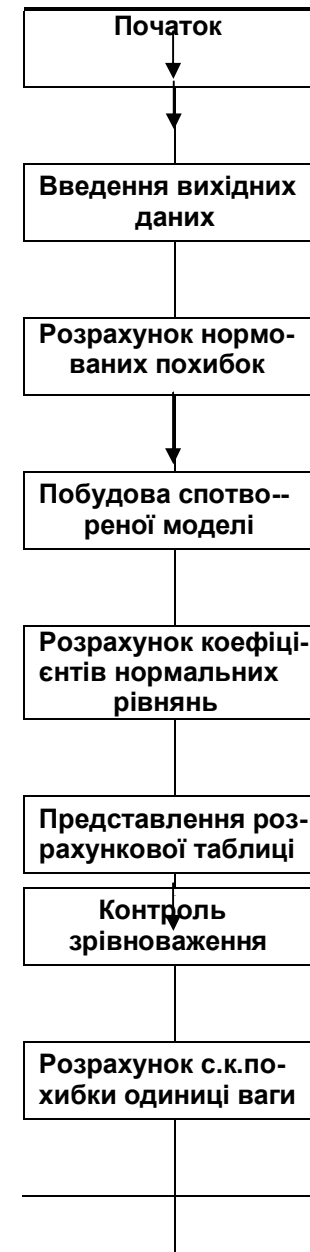 Початок
Введення вихідних
даних
Розрахунок нормо-
ваних похибок
Побудова спотво--
реної моделі
Розрахунок коефіці-
єнтів нормальних
рівнянь
Представлення роз-
рахункової таблиці
Контроль
зрівноваження
Розрахунок с.к.по-
хибки одиниці ваги